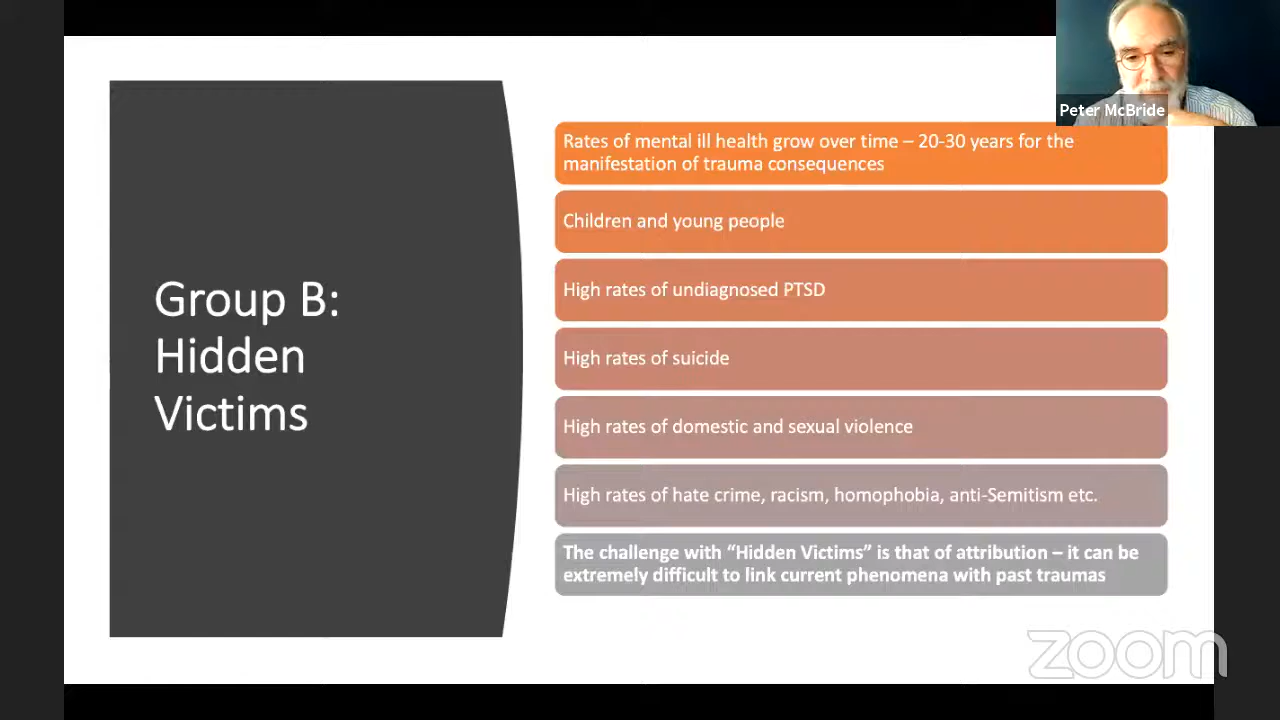 Peter McBride
Group B:
Hidden
Victims
Rates of mental ill health grow over time – 20-30 years for the
manifestation of trauma consequences
Children and young people
High rates of undiagnosed PTSD
High rates of suicide
High rates of domestic and sexual violence
High rates of hate crime, racism, homophobia, anti-Semitism etc.
The challenge with “Hidden Victims” is that of attribution – it can be
extremely difficult to link current phenomena with past traumas
zoom